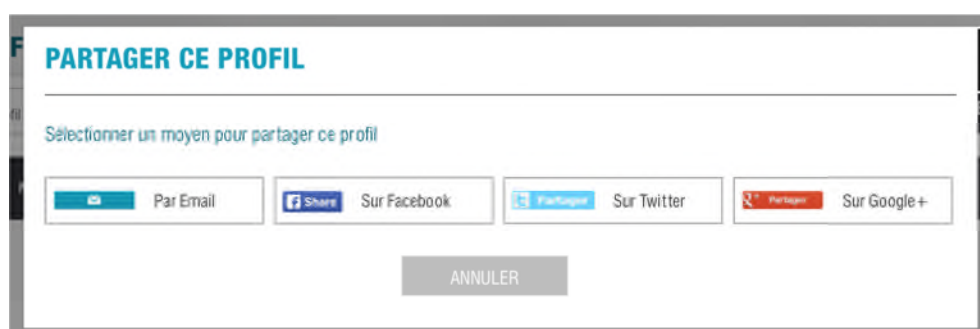 PARTAGER CE PROFIL
Sélectionner un moyen pour partager ce profil
Par Email
Share Sur Facebook
Partager Sur Twitter
Partager Sur Google+
ANNULER